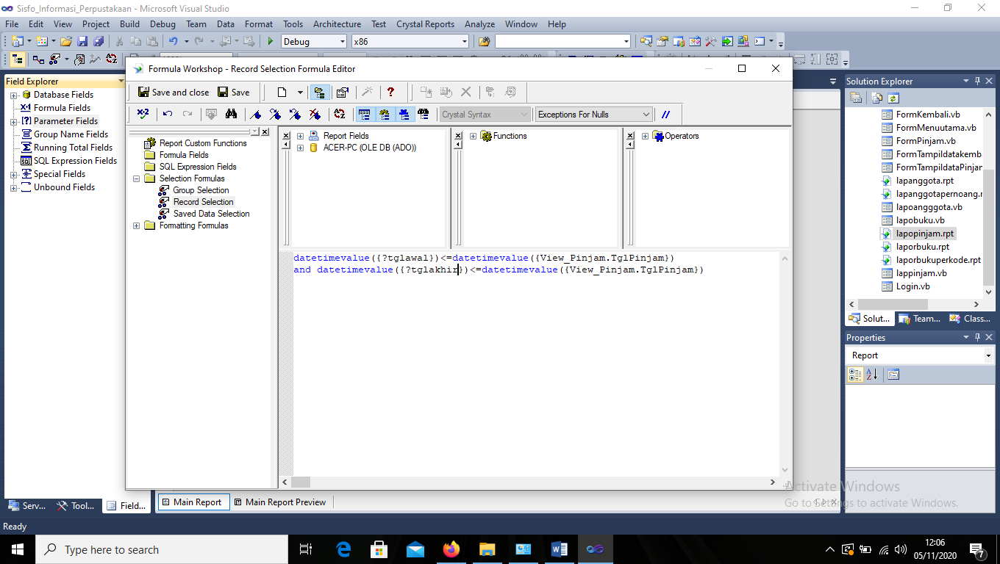 Sisfo_Informasi_Perpustakaan - Microsoft Visual Studio
File Edit View Project Build Debug Team Data Format Tools Architecture Test Crystal Reports Analyze Window Help
Debug x86
Field Explorer
Database Fields
Formula Fields
Parameter Fields
Group Name Fields
Running Total Fields
SQL Expression Fields
Special Fields
Unbound Fields
Formula Workshop - Record Selection Formula Editor
Save and close Save
Crystal Syntax Exceptions For Nulls
Report Custom Functions
Formula Fields
SQL Expression Fields
Selection Formulas
Group Selection
Record Selection
Saved Data Selection
Formatting Formulas
Report Fields
ACER-PC (OLE DB (ADO))
Functions
Operators
datetimevalue({?tglawal})<=datetimevalue({View_Pinjam.TglPinjam})
and datetimevalue({?tglakhir})<=datetimevalue({View_Pinjam.TglPinjam})
Solution Explorer
FormKembali.vb
FormMenuutama.vb
FormPinjam.vb
FormTampildatakemb
FormTampildataPinjar
lapanggota.rpt
lapanggotapernoang.r
lapoangggota.vb
lapobuku.vb
lapopinjam.rpt
laporbuku.rpt
laporbukuperkode.rpt
lappinjam.vb
Login.vb
Solut... Team... Class...
Properties
Report
Activate Windows
Go to Settings to activate Windows.
Serv... Tool... Field...
Main Report Main Report Preview
Ready
Type here to search
12:06
05/11/2020
7